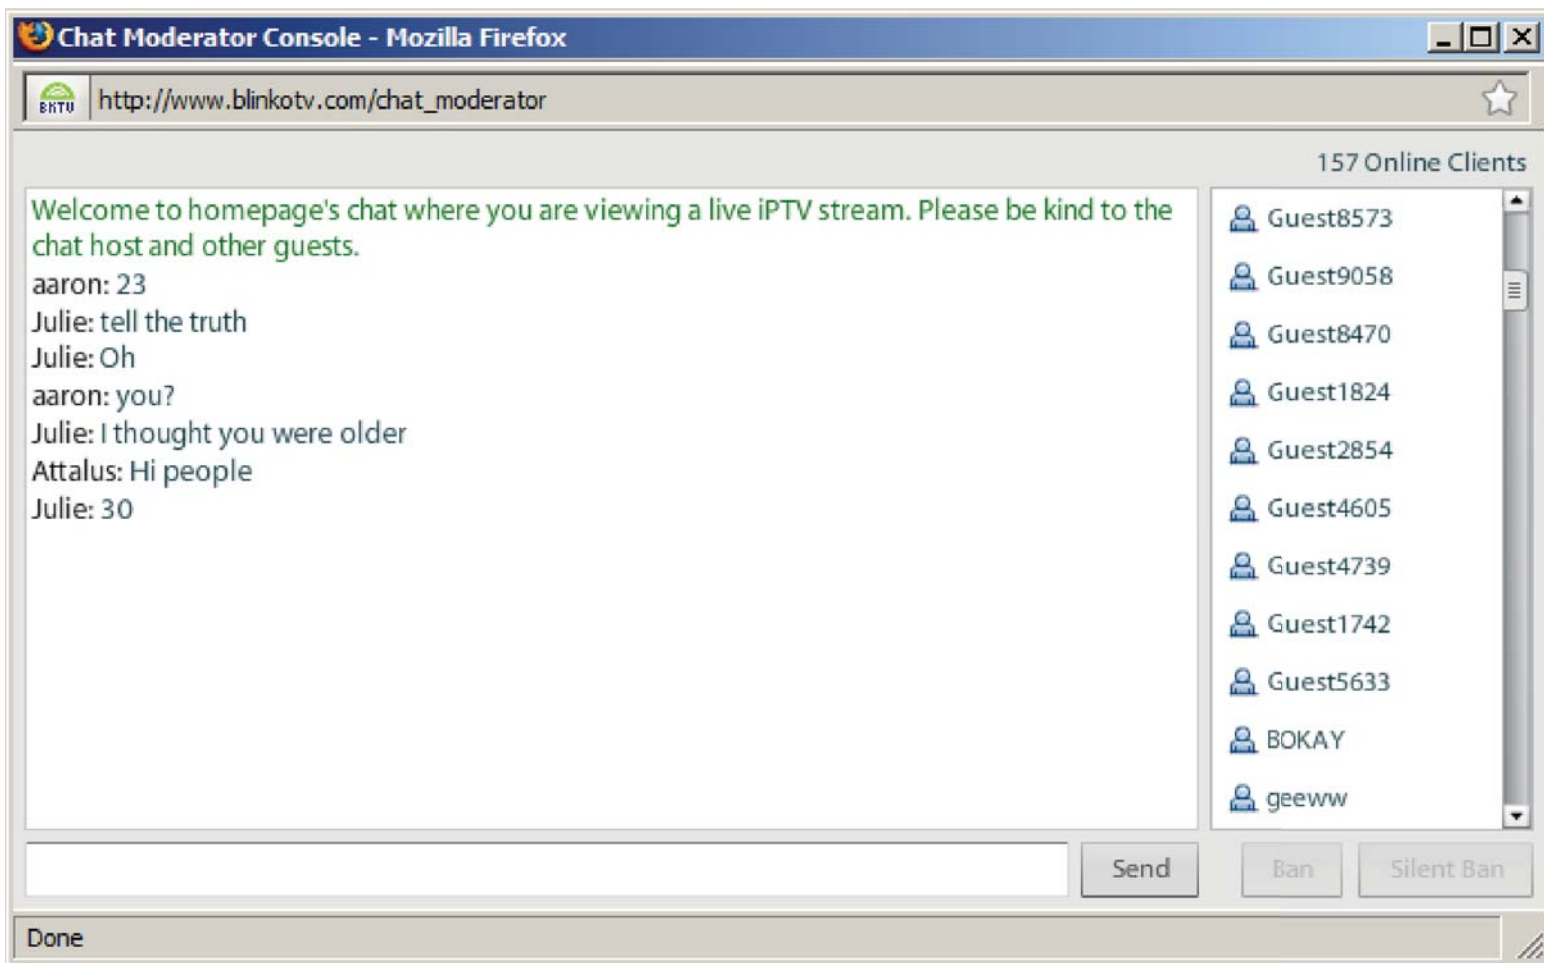 Chat Moderator Console - Mozilla Firefox
BKTV
http://www.blinkotv.com/chat_moderator
157 Online Clients
Welcome to homepage's chat where you are viewing a live iPTV stream. Please be kind to the
chat host and other guests.
aaron: 23
Julie: tell the truth
Julie: Oh
aaron: you?
Julie: I thought you were older
Attalus: Hi people
Julie: 30
Guest8573
Guest9058
Guest8470
Guest1824
Guest2854
Guest4605
Guest4739
Guest1742
Guest5633
BOKAY
geeww
Send
Ban
Silent Ban
Done